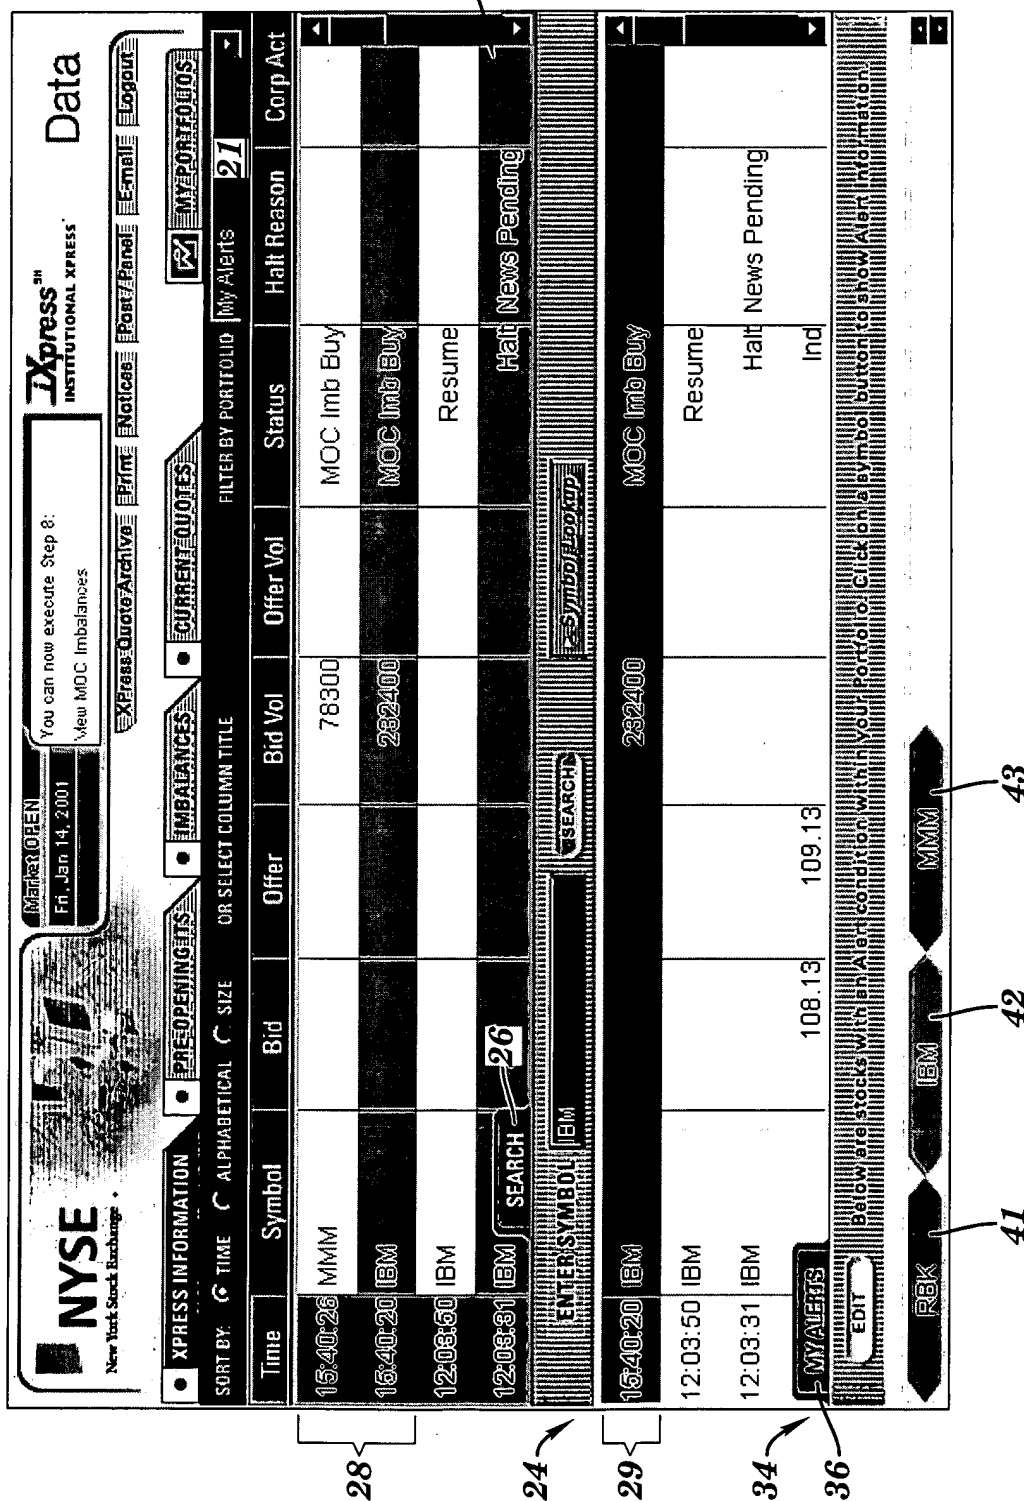 NYSE
New York Stock Exchange
Market OPEN
Fri, Jan 14, 2001
You can now execute Step 8:
View MOC Imbalances
iXpress SM
INSTITUTIONAL XPRESS
Data
XPress Quote Archive Print Notices Post / Panel E-mail Logout
XPRESS INFORMATION PRE-OPENING ITS IMBALANCES CURRENT QUOTES MY PORTFOLIOS
SORT BY: TIME ALPHABETICAL SIZE OR SELECT COLUMN TITLE FILTER BY PORTFOLIO My Alerts 21
Time Symbol Bid Offer Bid Vol Offer Vol Status Halt Reason Corp Act
15:40:26 MMM 78300 MOC Imb Buy
15:40:20 IBM 232400 MOC Imb Buy
28
12:03:50 IBM Resume
12:03:31 IBM Halt News Pending
SEARCH 26
24
ENTER SYMBOL IBM SEARCH Symbol Lookup
29
15:40:20 IBM 232400 MOC Imb Buy
12:03:50 IBM Resume
12:03:31 IBM Halt News Pending
108.13 109.13 Ind
34
MY ALERTS
36
EDIT Below are stocks with an Alert condition within your Portfolio. Click on a symbol button to show Alert information.
RBK IBM MMM
41 42 43